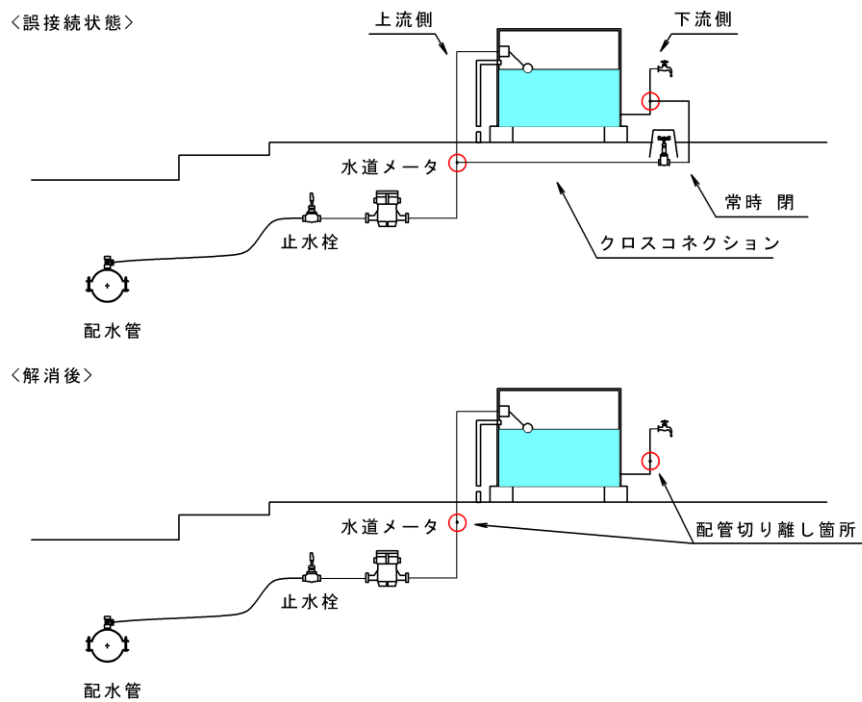 〈誤接続状態〉
上流側
下流側
水道メータ
常時 閉
止水栓
クロスコネクション
配水管
〈解消後〉
水道メータ
配管切り離し箇所
止水栓
配水管